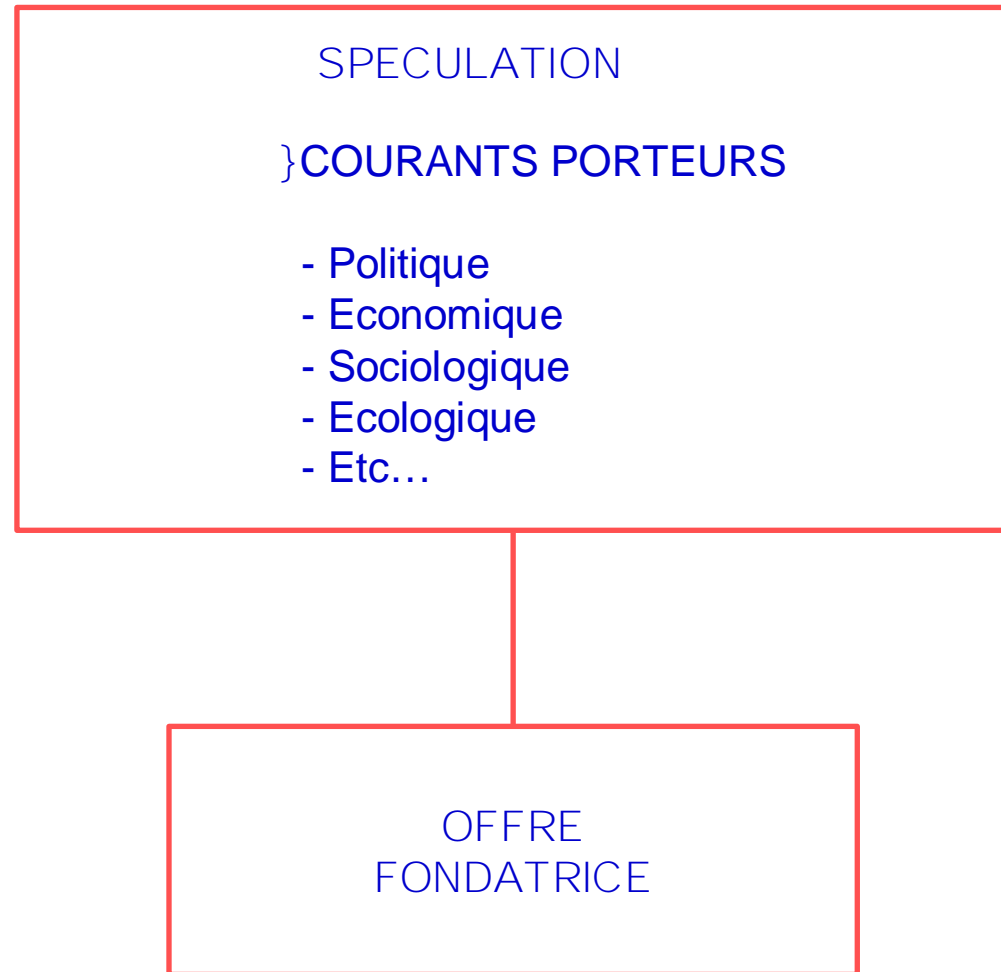 SPECULATION
}COURANTS PORTEURS
- Politique
- Economique
- Sociologique
- Ecologique
- Etc…
OFFRE
FONDATRICE